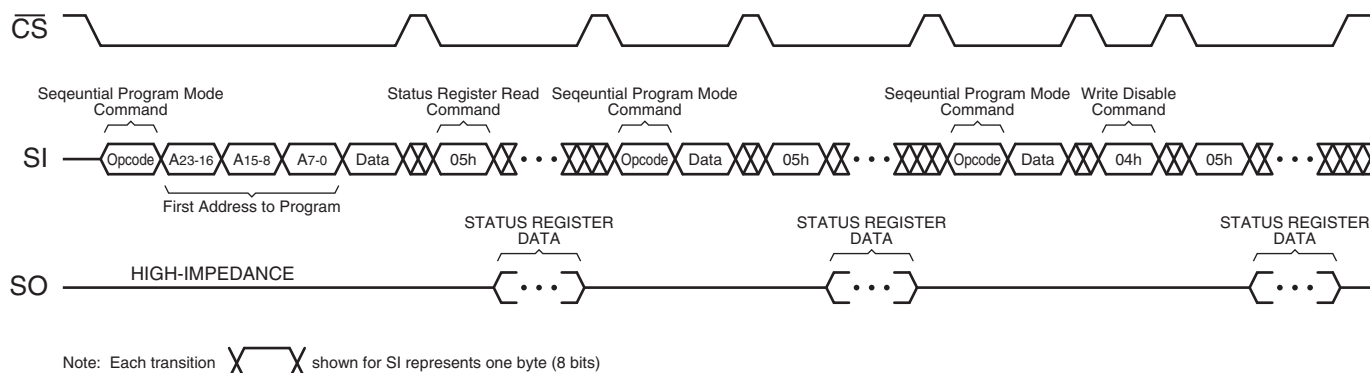 CS
Seqeuntial Program Mode
Command
Status Register Read
Command
Seqeuntial Program Mode
Command
Seqeuntial Program Mode
Command
Write Disable
Command
SI
Opcode
A23-16
A15-8
A7-0
Data
05h
Opcode
Data
05h
Opcode
Data
04h
05h
First Address to Program
STATUS REGISTER
DATA
STATUS REGISTER
DATA
STATUS REGISTER
DATA
SO
HIGH-IMPEDANCE
Note: Each transition shown for SI represents one byte (8 bits)